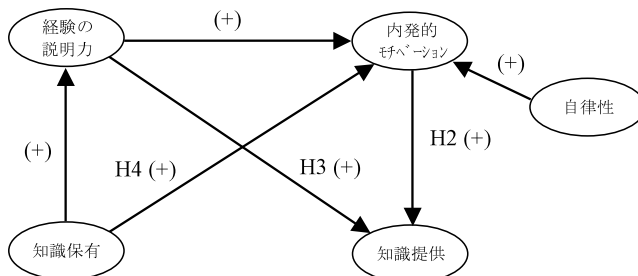 経験の
説明力
(+)
内発的
ﾓﾁﾍﾞｰｼｮﾝ
(+)
自律性
(+)
H4 (+)
H3 (+)
H2 (+)
知識保有
知識提供